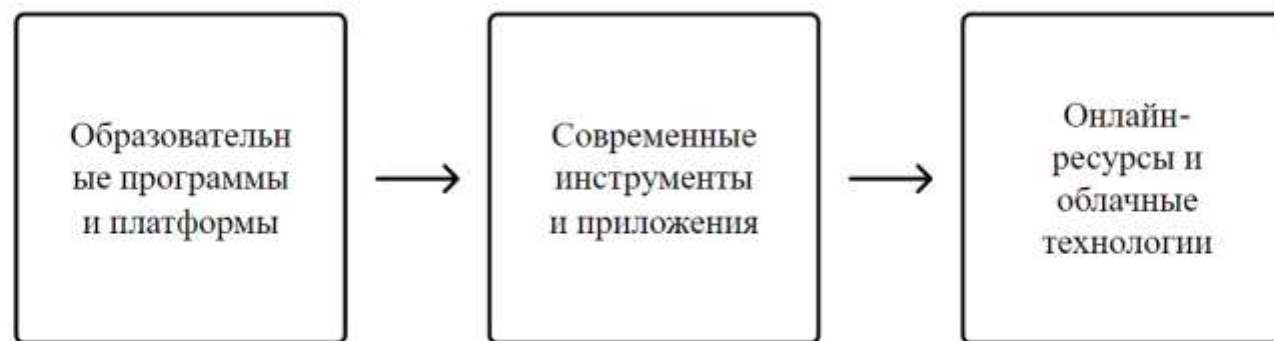 Образовательн
ые программы
и платформы
Современные
инструменты
и приложения
Онлайн-
ресурсы и
облачные
технологии